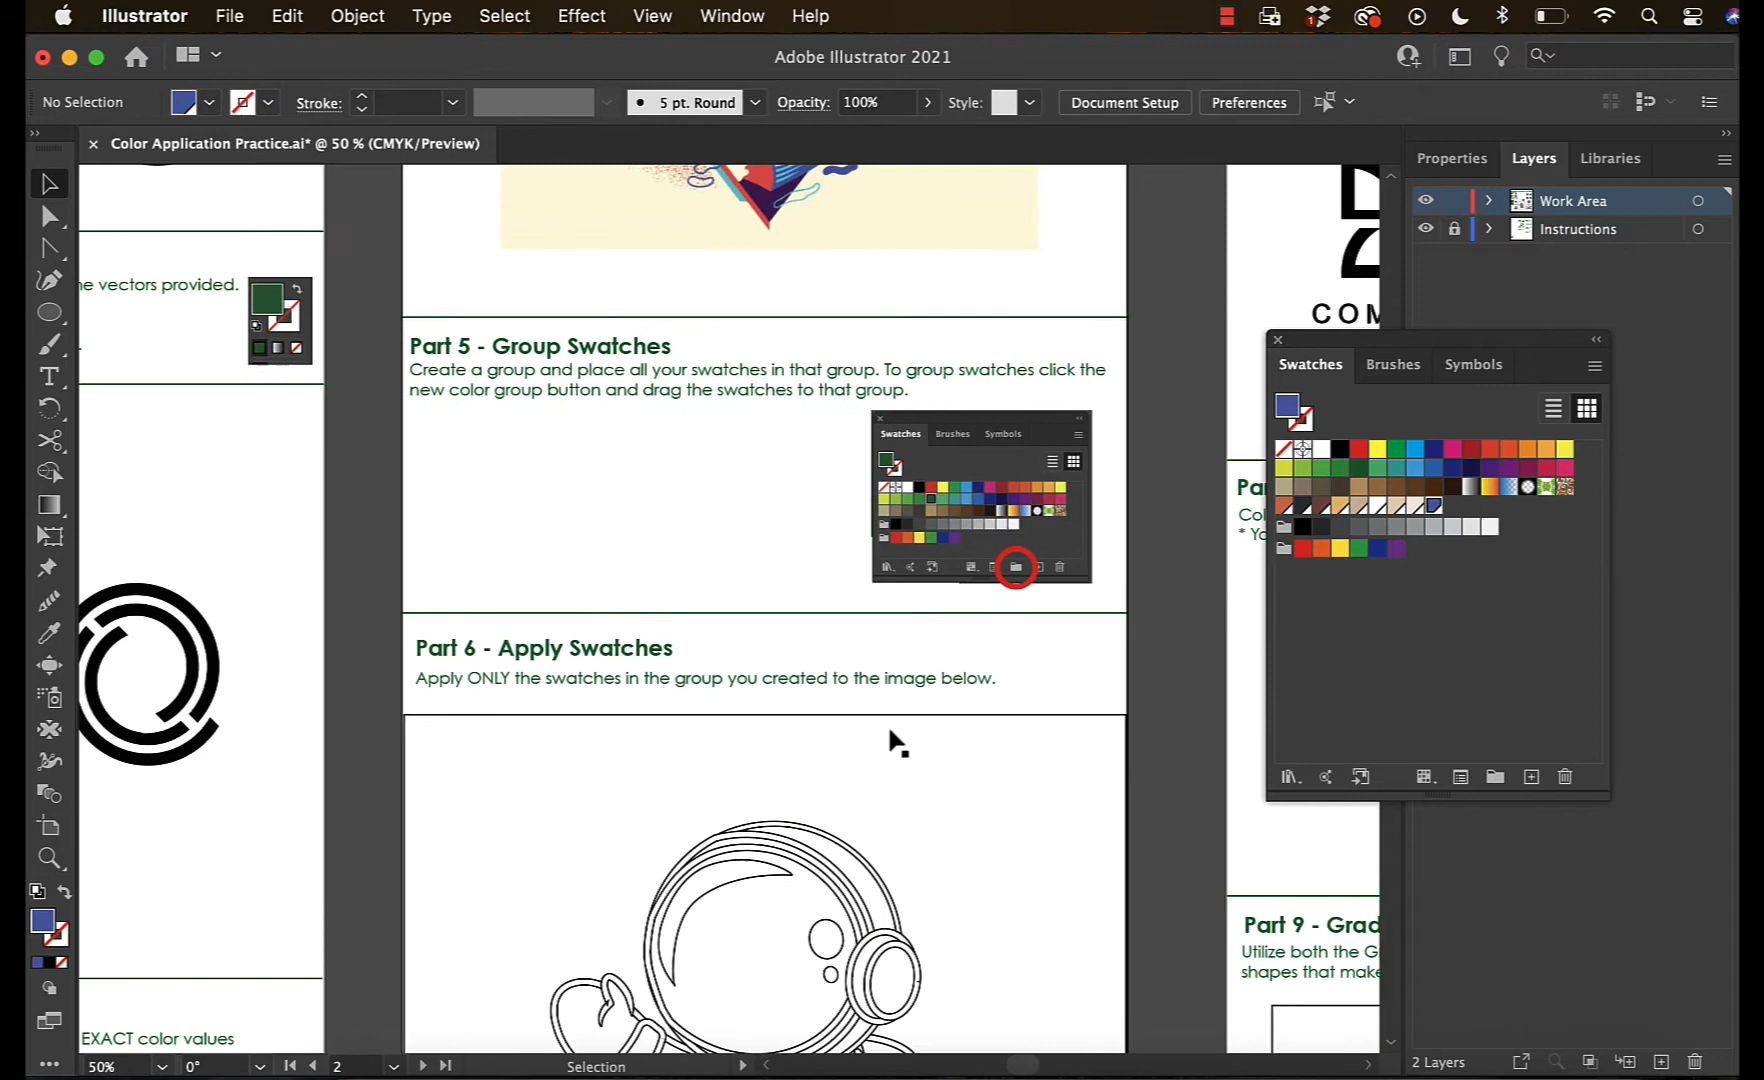 Illustrator File Edit Object Type Select Effect View Window Help
1
Adobe Illustrator 2021
No Selection
Stroke:
5 pt. Round
Opacity: 100%
Style:
Document Setup
Preferences
Color Application Practice.ai* @ 50 % (CMYK/Preview)
Properties
Layers
Libraries
Work Area
Instructions
ne vectors provided.
COM
Part 5 - Group Swatches
Create a group and place all your swatches in that group. To group swatches click the
new color group button and drag the swatches to that group.
Swatches Brushes Symbols
Swatches Brushes Symbols
Par
Col
* Yo
Part 6 - Apply Swatches
Apply ONLY the swatches in the group you created to the image below.
Part 9 - Grad
Utilize both the G
shapes that make
EXACT color values
50%
0°
2
Selection
2 Layers